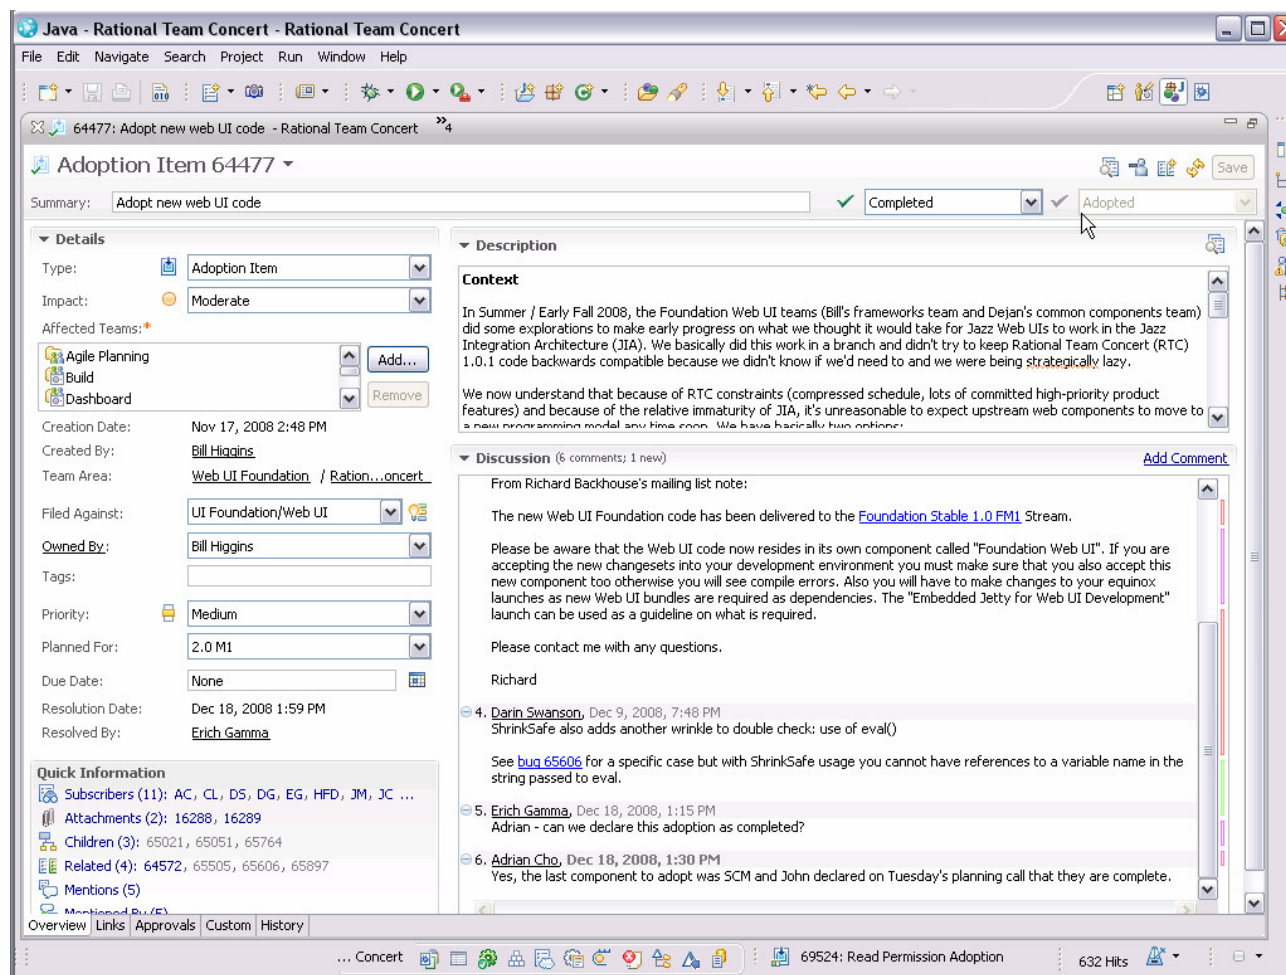 Java - Rational Team Concert - Rational Team Concert
File Edit Navigate Search Project Run Window Help
64477: Adopt new web UI code - Rational Team Concert »4
Adoption Item 64477
Save
Summary: Adopt new web UI code
Completed
Adopted
Details
Type: Adoption Item
Impact: Moderate
Affected Teams:*
Agile Planning
Build
Dashboard
Add...
Remove
Creation Date: Nov 17, 2008 2:48 PM
Created By: Bill Higgins
Team Area: Web UI Foundation / Ration...oncert
Filed Against: UI Foundation/Web UI
Owned By: Bill Higgins
Tags:
Priority: Medium
Planned For: 2.0 M1
Due Date: None
Resolution Date: Dec 18, 2008 1:59 PM
Resolved By: Erich Gamma
Quick Information
Subscribers (11): AC, CL, DS, DG, EG, HFD, JM, JC ...
Attachments (2): 16288, 16289
Children (3): 65021, 65051, 65764
Related (4): 64572, 65505, 65606, 65897
Mentions (5)
Mentioned By (5)
Description
Context
In Summer / Early Fall 2008, the Foundation Web UI teams (Bill's frameworks team and Dejan's common components team)
did some explorations to make early progress on what we thought it would take for Jazz Web UIs to work in the Jazz
Integration Architecture (JIA). We basically did this work in a branch and didn't try to keep Rational Team Concert (RTC)
1.0.1 code backwards compatible because we didn't know if we'd need to and we were being strategically lazy.
We now understand that because of RTC constraints (compressed schedule, lots of committed high-priority product
features) and because of the relative immaturity of JIA, it's unreasonable to expect upstream web components to move to
a new programming model any time soon. We have basically two options:
Discussion (6 comments; 1 new)
Add Comment
From Richard Backhouse's mailing list note:
The new Web UI Foundation code has been delivered to the Foundation Stable 1.0 FM1 Stream.
Please be aware that the Web UI code now resides in its own component called "Foundation Web UI". If you are
accepting the new changesets into your development environment you must make sure that you also accept this
new component too otherwise you will see compile errors. Also you will have to make changes to your equinox
launches as new Web UI bundles are required as dependencies. The "Embedded Jetty for Web UI Development"
launch can be used as a guideline on what is required.
Please contact me with any questions.
Richard
4. Darin Swanson, Dec 9, 2008, 7:48 PM
ShrinkSafe also adds another wrinkle to double check: use of eval()
See bug 65606 for a specific case but with ShrinkSafe usage you cannot have references to a variable name in the
string passed to eval.
5. Erich Gamma, Dec 18, 2008, 1:15 PM
Adrian - can we declare this adoption as completed?
6. Adrian Cho, Dec 18, 2008, 1:30 PM
Yes, the last component to adopt was SCM and John declared on Tuesday's planning call that they are complete.
Overview Links Approvals Custom History
... Concert
69524: Read Permission Adoption
632 Hits